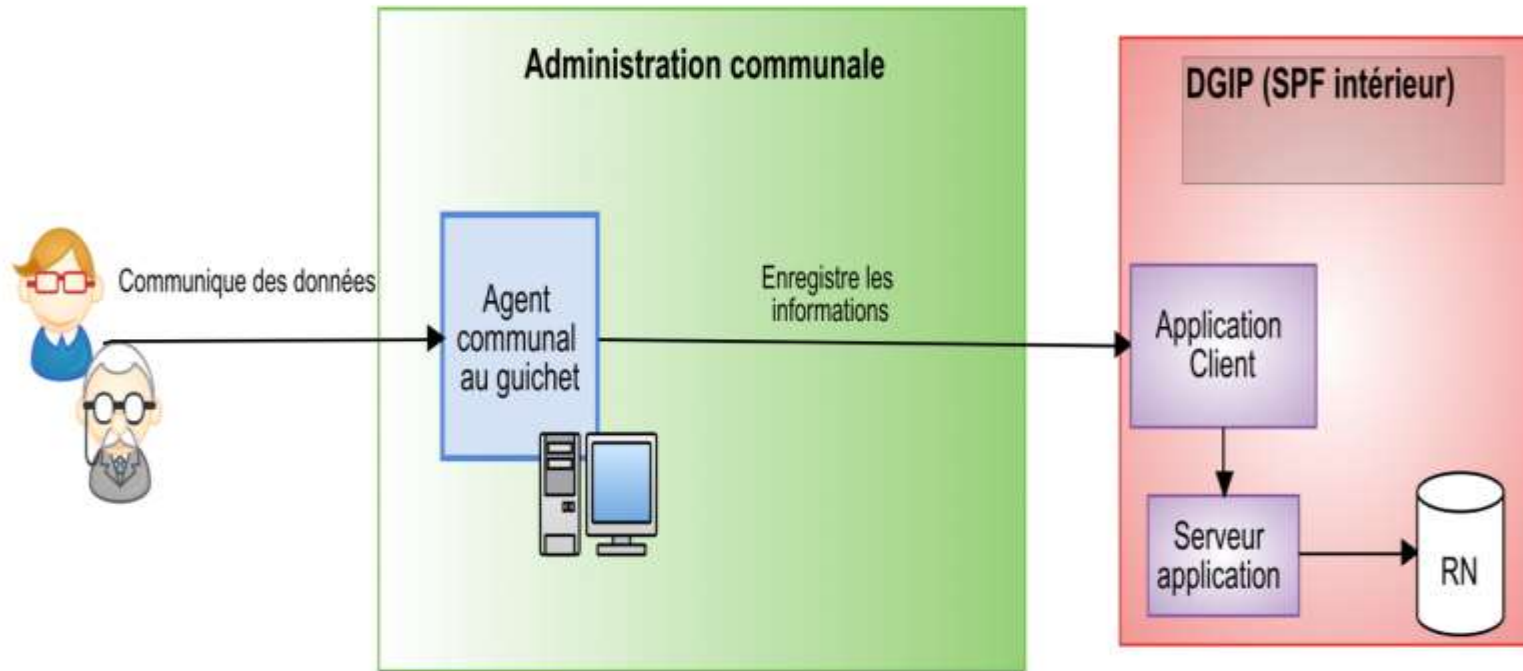 Administration communale
DGIP (SPF intérieur)
Communique des données
Agent
communal
au guichet
Enregistre les
informations
Application
Client
Serveur
application
RN